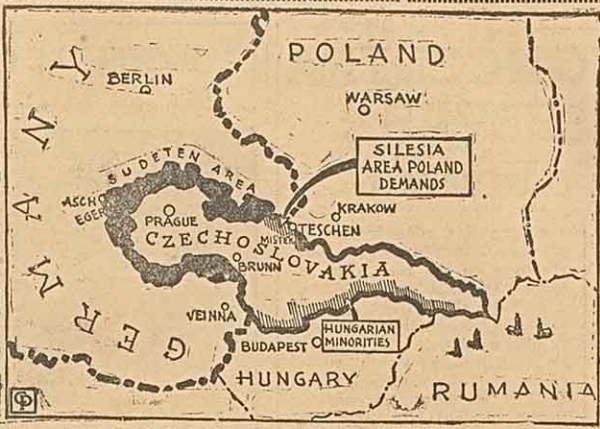 POLAND
BERLIN
WARSAW
SILESIA
AREA POLAND
DEMANDS
SUDETEN AREA
ASCH
EGER
PRAGUE
KRAKOW
TESCHEN
MISTEK
CZECHOSLOVAKIA
BRUNN
GERMANY
VEINNA
HUNGARIAN
MINORITIES
BUDAPEST
HUNGARY
RUMANIA
CP